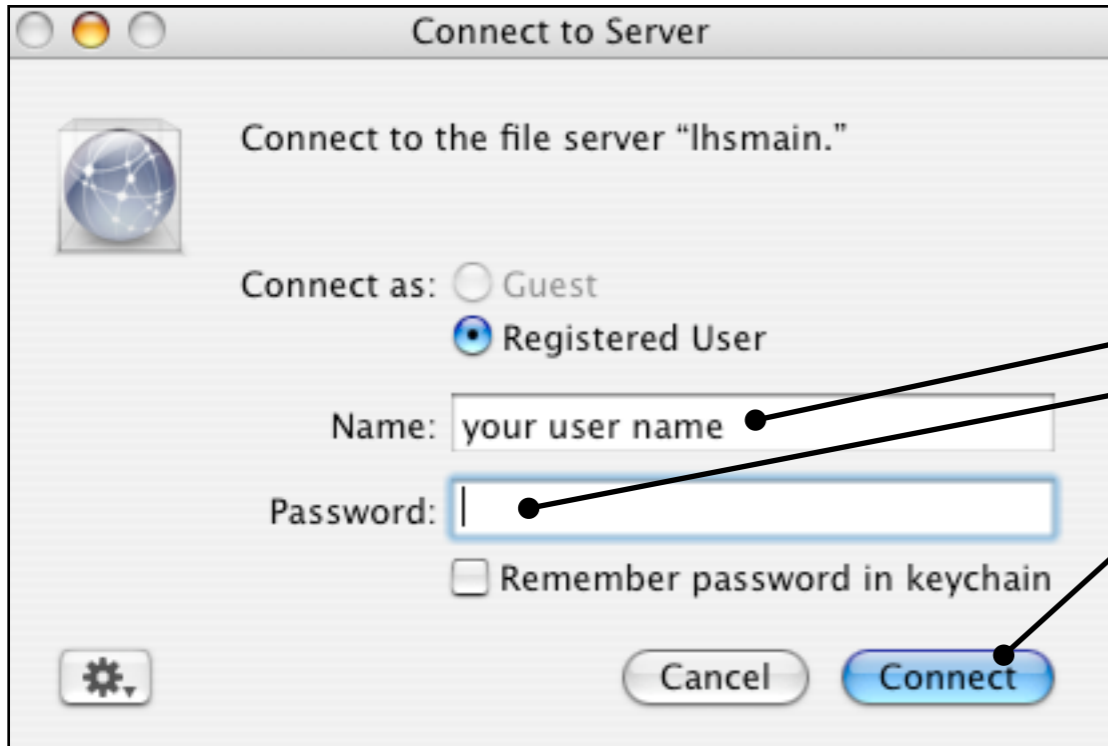 Connect to Server
Connect to the file server “lhsmain.”
Connect as: Guest
Registered User
Name: your user name
Password:
Remember password in keychain
Cancel Connect